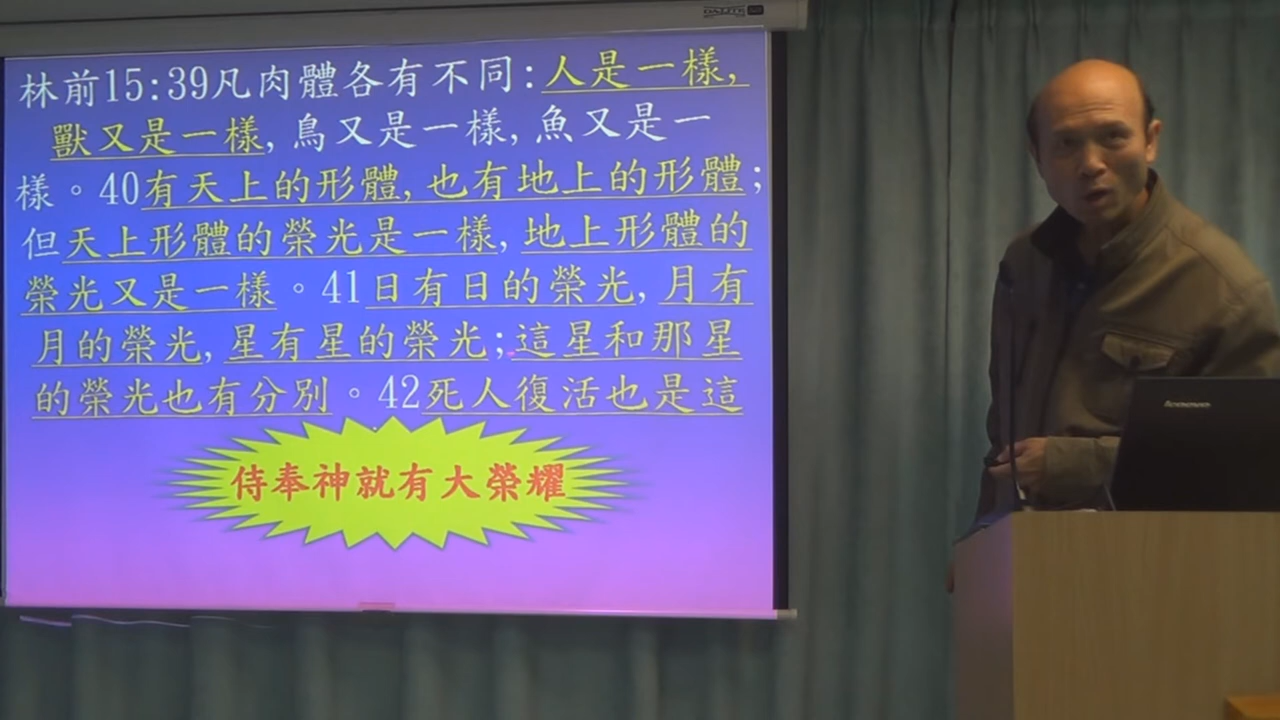 DA-LITE
林前15:39凡肉體各有不同:人是一樣,
獸又是一樣,鳥又是一樣,魚又是一
樣。40有天上的形體,也有地上的形體;
但天上形體的榮光是一樣,地上形體的
榮光又是一樣。41日有日的榮光,月有
月的榮光,星有星的榮光;這星和那星
的榮光也有分別。42死人復活也是這
侍奉神就有大榮耀
lenovo